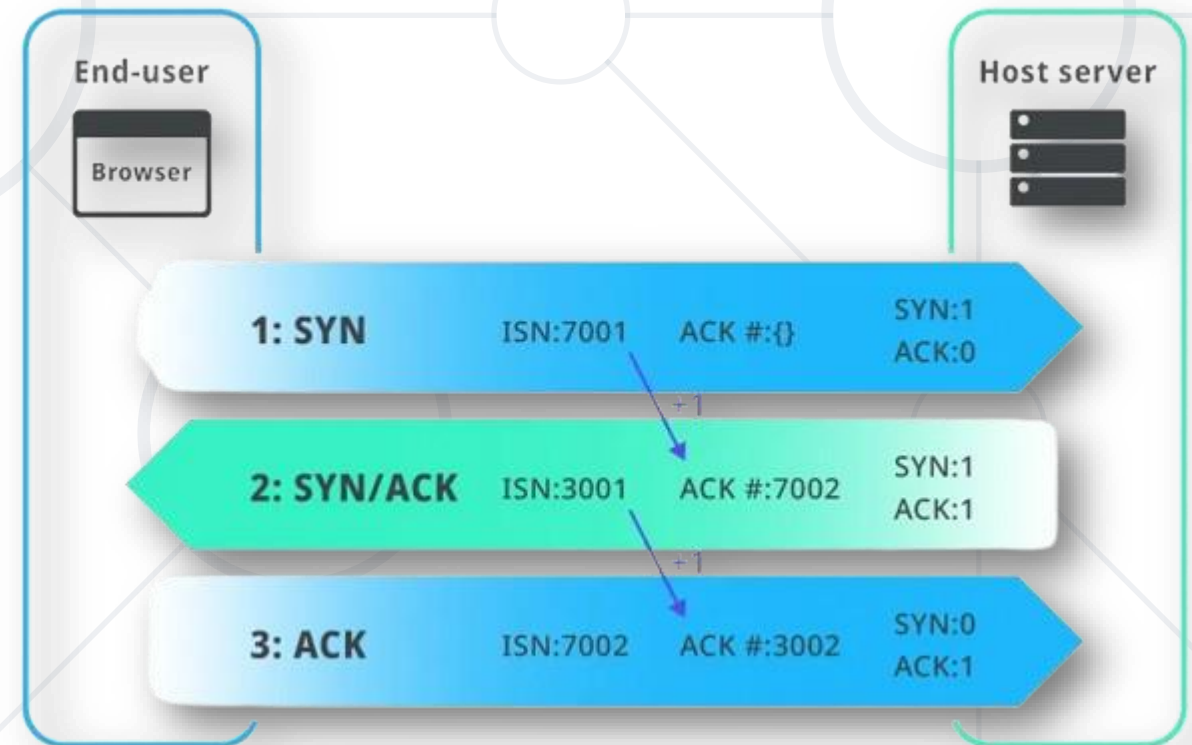 End-user
Host server
Browser
1: SYN ISN:7001 ACK #:{} SYN:1
ACK:0
+1
2: SYN/ACK ISN:3001 ACK #:7002 SYN:1
ACK:1
+1
3: ACK ISN:7002 ACK #:3002 SYN:0
ACK:1